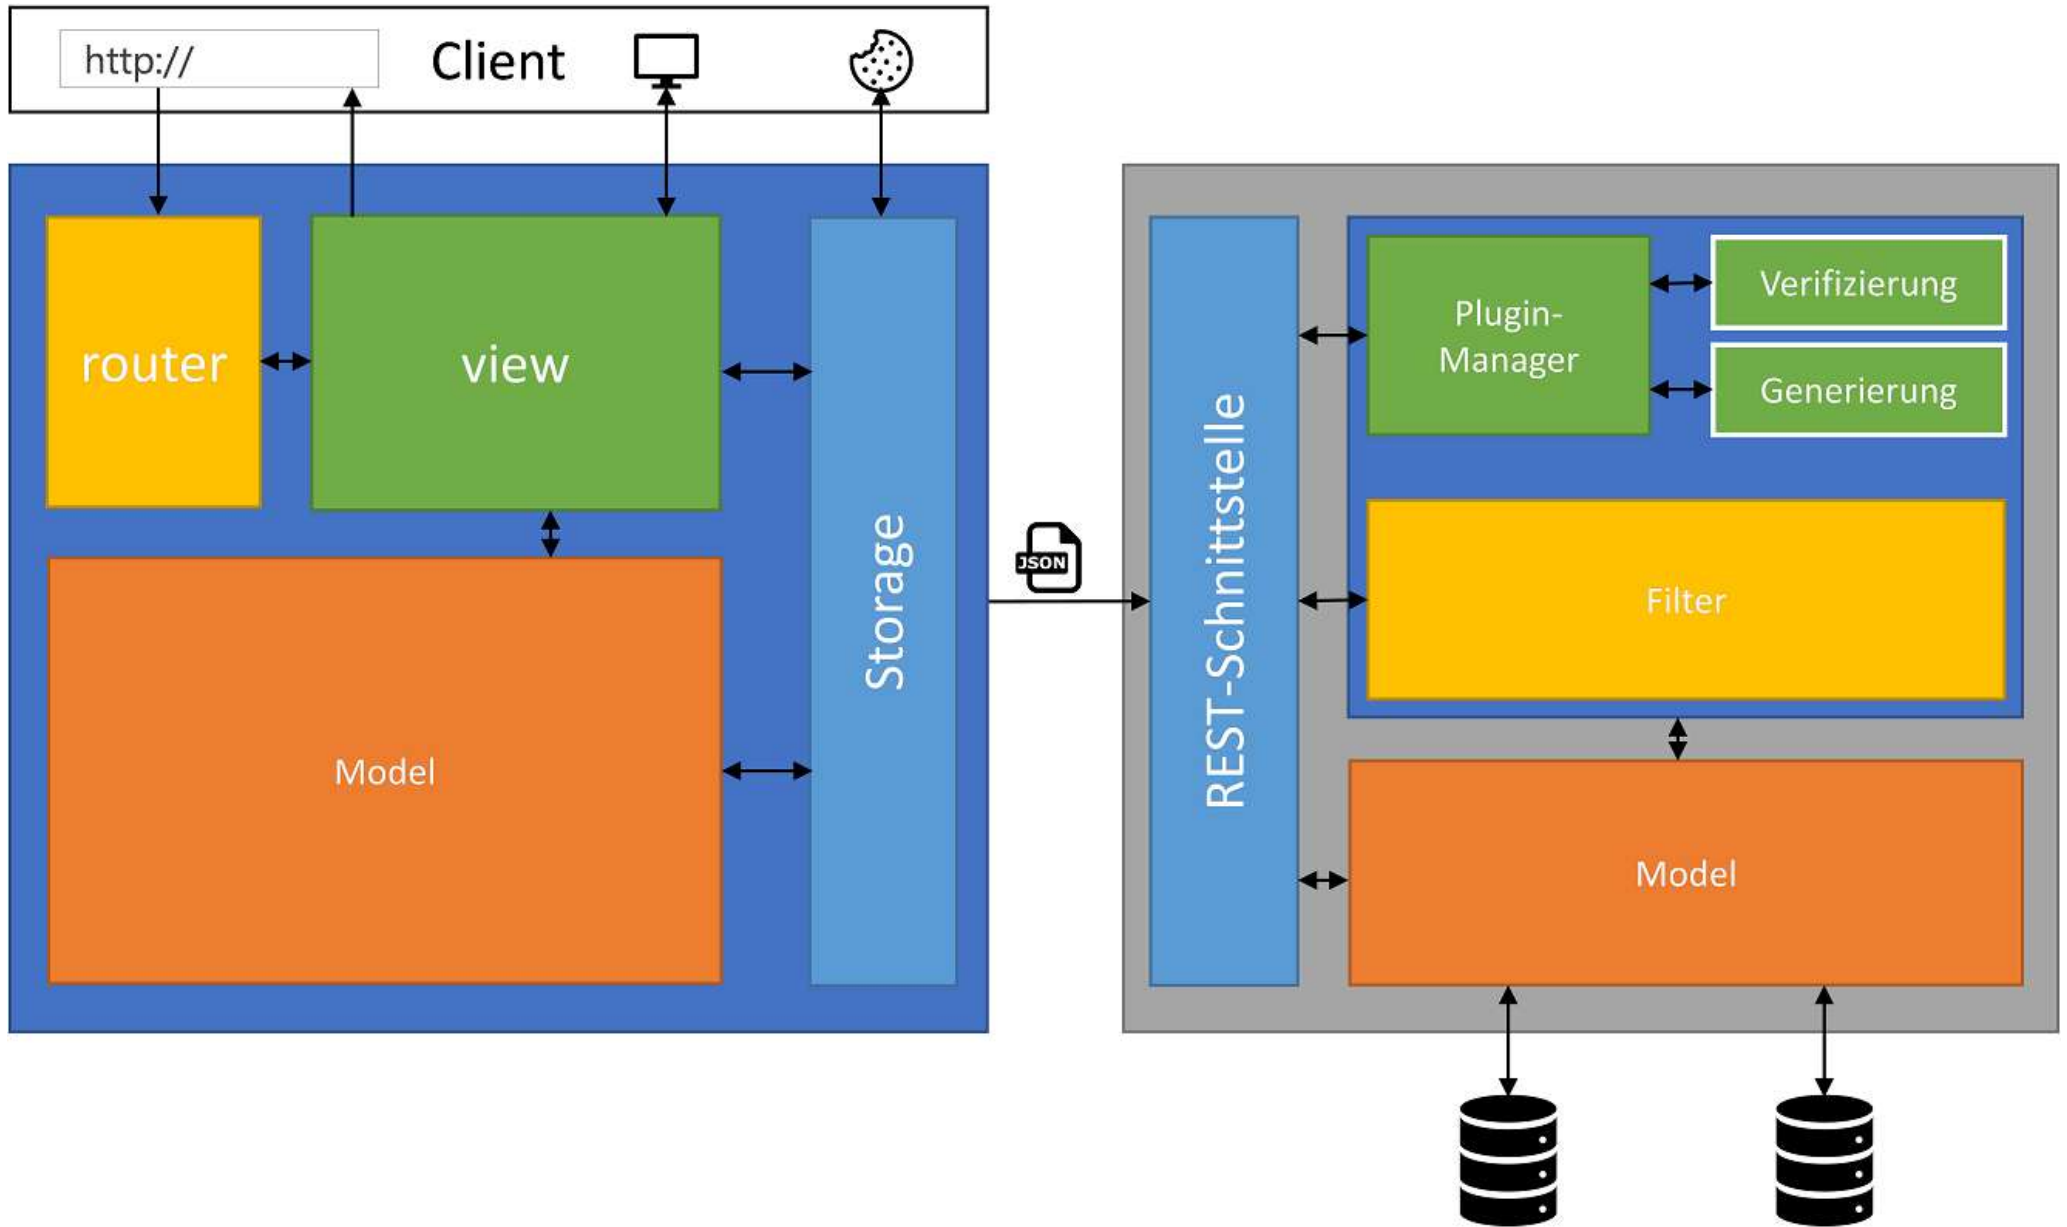 http://
Client
router
view
Storage
Model
JSON
REST-Schnittstelle
Plugin-
Manager
Verifizierung
Generierung
Filter
Model